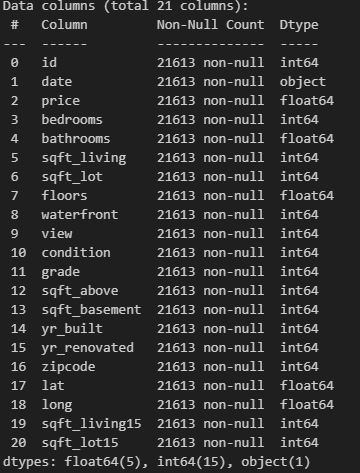 Data columns (total 21 columns):
 #   Column         Non-Null Count  Dtype
---  ------         --------------  -----
 0   id             21613 non-null  int64
 1   date           21613 non-null  object
 2   price          21613 non-null  float64
 3   bedrooms       21613 non-null  int64
 4   bathrooms      21613 non-null  float64
 5   sqft_living    21613 non-null  int64
 6   sqft_lot       21613 non-null  int64
 7   floors         21613 non-null  float64
 8   waterfront     21613 non-null  int64
 9   view           21613 non-null  int64
 10  condition      21613 non-null  int64
 11  grade          21613 non-null  int64
 12  sqft_above     21613 non-null  int64
 13  sqft_basement  21613 non-null  int64
 14  yr_built       21613 non-null  int64
 15  yr_renovated   21613 non-null  int64
 16  zipcode        21613 non-null  int64
 17  lat            21613 non-null  float64
 18  long           21613 non-null  float64
 19  sqft_living15  21613 non-null  int64
 20  sqft_lot15     21613 non-null  int64
dtypes: float64(5), int64(15), object(1)